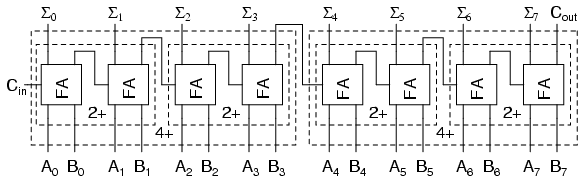 Σ0 Σ1 Σ2 Σ3 Σ4 Σ5 Σ6 Σ7 Cout
Cin FA FA FA FA FA FA FA FA
2+ 2+ 2+ 2+
4+ 4+
A0 B0 A1 B1 A2 B2 A3 B3 A4 B4 A5 B5 A6 B6 A7 B7